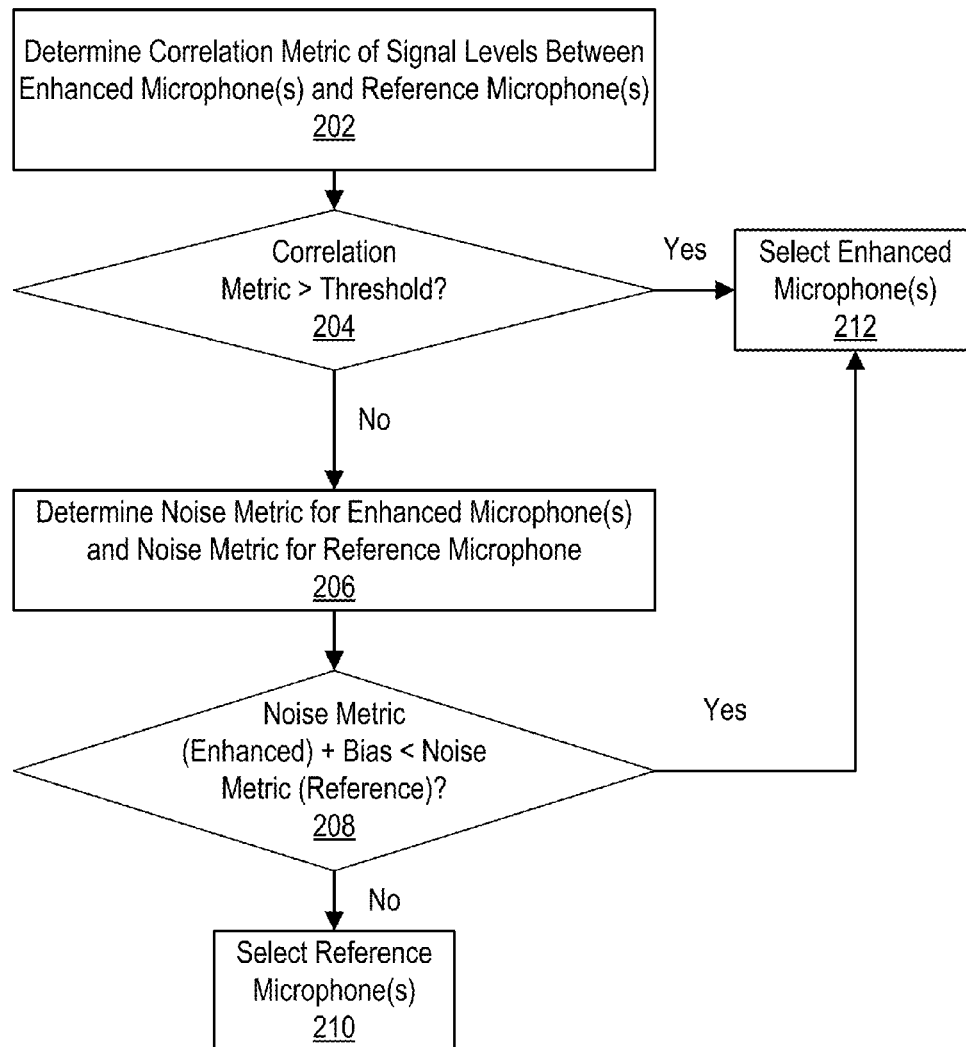 Determine Correlation Metric of Signal Levels Between
Enhanced Microphone(s) and Reference Microphone(s)
202
Correlation
Metric > Threshold?
204
Yes
Select Enhanced
Microphone(s)
212
No
Determine Noise Metric for Enhanced Microphone(s)
and Noise Metric for Reference Microphone
206
Noise Metric
(Enhanced) + Bias < Noise
Metric (Reference)?
208
Yes
No
Select Reference
Microphone(s)
210